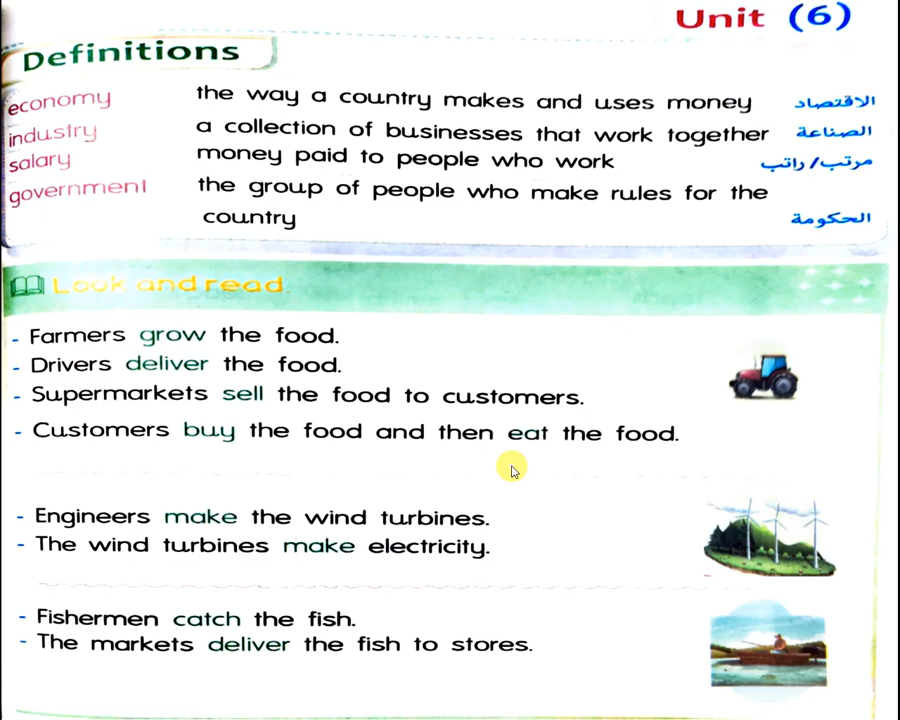 Unit (6)
Definitions
economy the way a country makes and uses money الاقتصاد
industry a collection of businesses that work together الصناعة
salary money paid to people who work مرتب/راتب
government the group of people who make rules for the
country الحكومة
Look and read
- Farmers grow the food.
- Drivers deliver the food.
- Supermarkets sell the food to customers.
- Customers buy the food and then eat the food.
- Engineers make the wind turbines.
- The wind turbines make electricity.
- Fishermen catch the fish.
- The markets deliver the fish to stores.